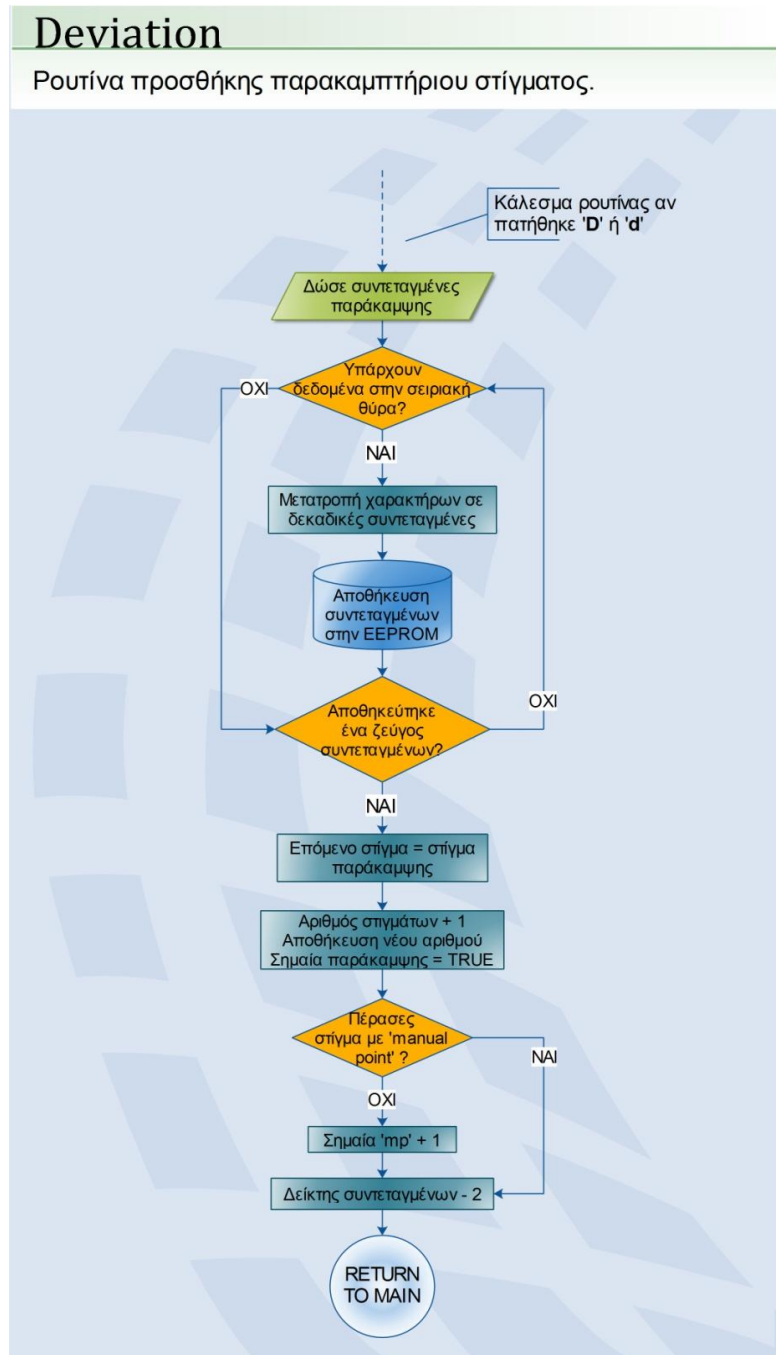 Deviation
Ρουτίνα προσθήκης παρακαμπτήριου στίγματος.
Κάλεσμα ρουτίνας αν
πατήθηκε 'D' ή 'd'
Δώσε συντεταγμένες
παράκαμψης
Υπάρχουν
δεδομένα στην σειριακή
θύρα?
ΟΧΙ
ΝΑΙ
Μετατροπή χαρακτήρων σε
δεκαδικές συντεταγμένες
Αποθήκευση
συντεταγμένων
στην EEPROM
Αποθηκεύτηκε
ένα ζεύγος
συντεταγμένων?
ΟΧΙ
ΝΑΙ
Επόμενο στίγμα = στίγμα
παράκαμψης
Αριθμός στιγμάτων + 1
Αποθήκευση νέου αριθμού
Σημαία παράκαμψης = TRUE
Πέρασες
στίγμα με 'manual
point' ?
ΝΑΙ
ΟΧΙ
Σημαία 'mp' + 1
Δείκτης συντεταγμένων - 2
RETURN
TO MAIN